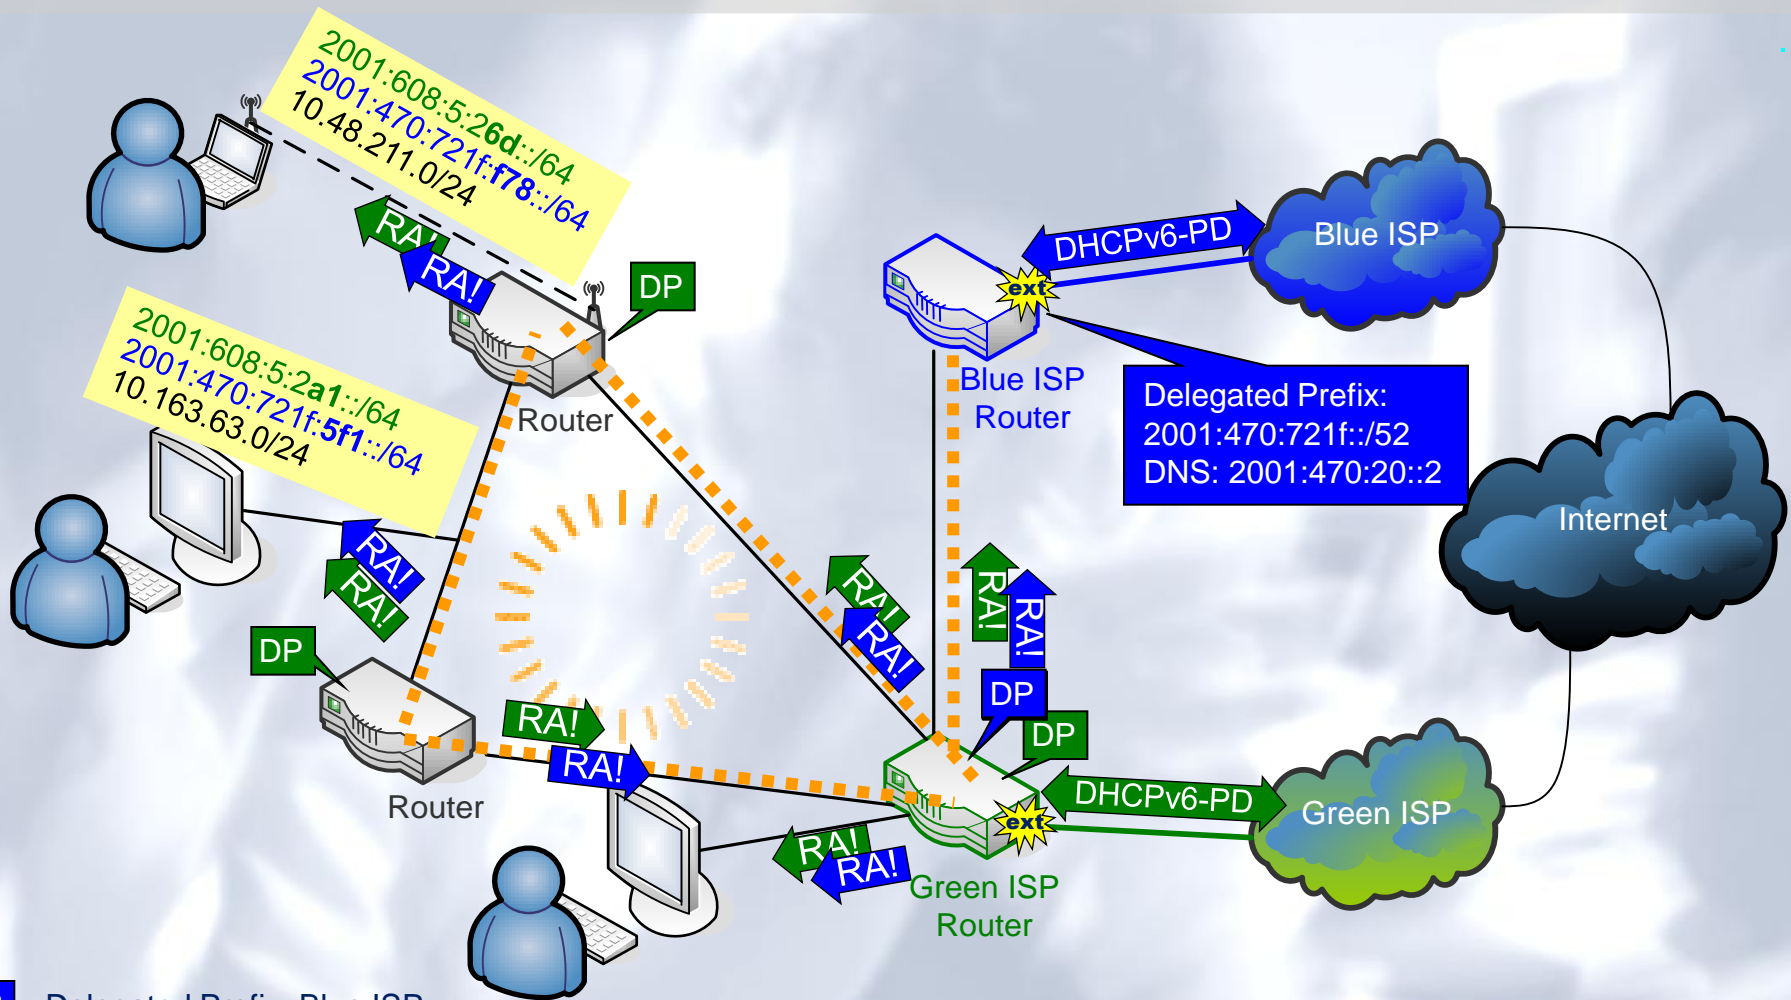 2001:608:5:26d::/64
2001:470:721f:f78::/64
10.48.211.0/24
RA!
RA!
DP
Router
2001:608:5:2a1::/64
2001:470:721f:5f1::/64
10.163.63.0/24
RA!
RA!
DP
Router
RA!
RA!
DHCPv6-PD
Blue ISP
ext
Blue ISP
Router
Delegated Prefix:
2001:470:721f::/52
DNS: 2001:470:20::2
Internet
RA!
RA!
RA!
RA!
DP
DP
DHCPv6-PD
Green ISP
ext
RA!
RA!
Green ISP
Router
Delegated Prefix Blue ISP